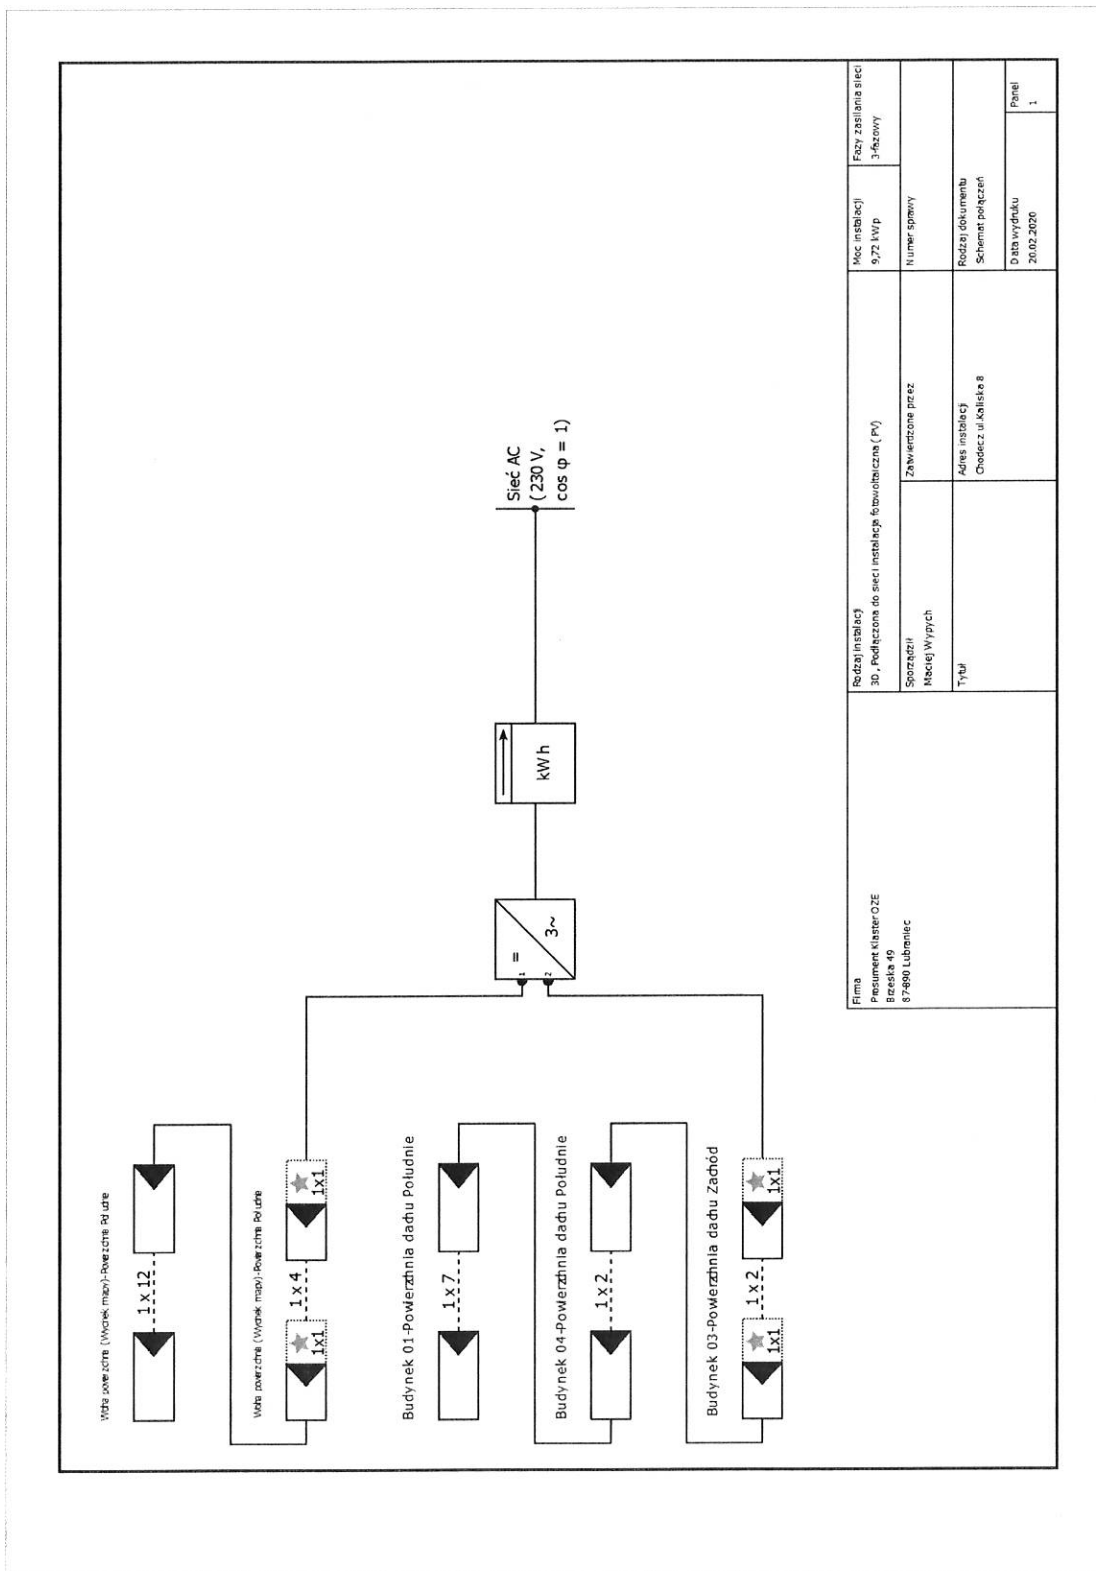 Wolna powierzchnia (Wycinek mapy)-Powierzchnia Południe
1 x 12
Wolna powierzchnia (Wycinek mapy)-Powierzchnia Południe
1 x 4
1x1
1x1
Budynek 01-Powierzchnia dachu Południe
1 x 7
Budynek 04-Powierzchnia dachu Południe
1 x 2
Budynek 03-Powierzchnia dachu Zachód
1 x 2
1x1
1x1
=
1
2
3~
kWh
Sieć AC
(230 V,
cos φ = 1)
Firma
Prosument Klaster OZE
Brzeska 49
87-890 Lubraniec
Rodzaj instalacji
3D, Podłączona do sieci instalacja fotowoltaiczna (PV)
Moc instalacji
9,72 kWp
Fazy zasilania sieci
3-fazowy
Sporządził
Maciej Wypych
Zatwierdzone przez
Numer sprawy
Tytuł
Adres instalacji
Chodecz ul.Kaliska 8
Rodzaj dokumentu
Schemat połączeń
Data wydruku
20.02.2020
Panel
1